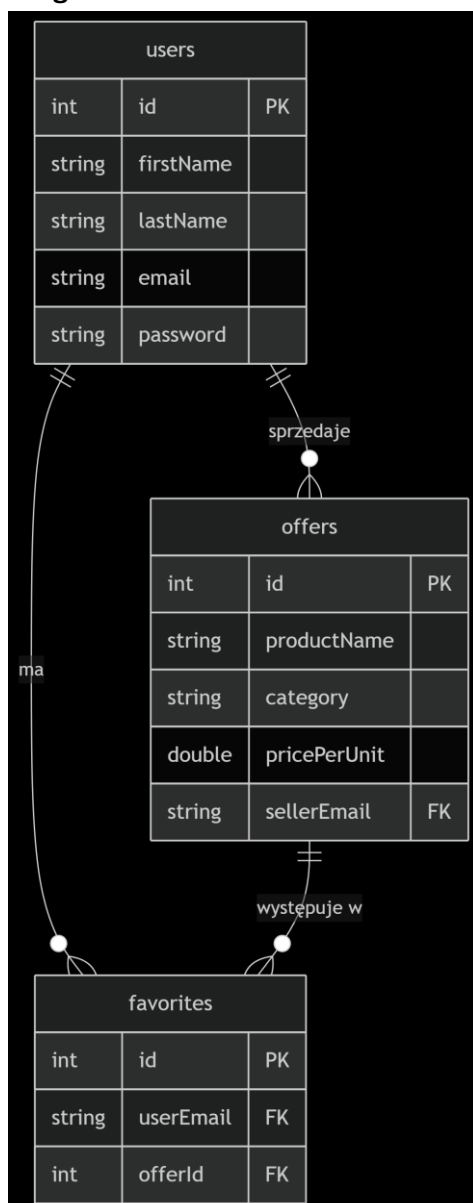 users
int id PK
string firstName
string lastName
string email
string password
sprzedaje
offers
int id PK
string productName
string category
double pricePerUnit
string sellerEmail FK
ma
występuje w
favorites
int id PK
string userEmail FK
int offerId FK